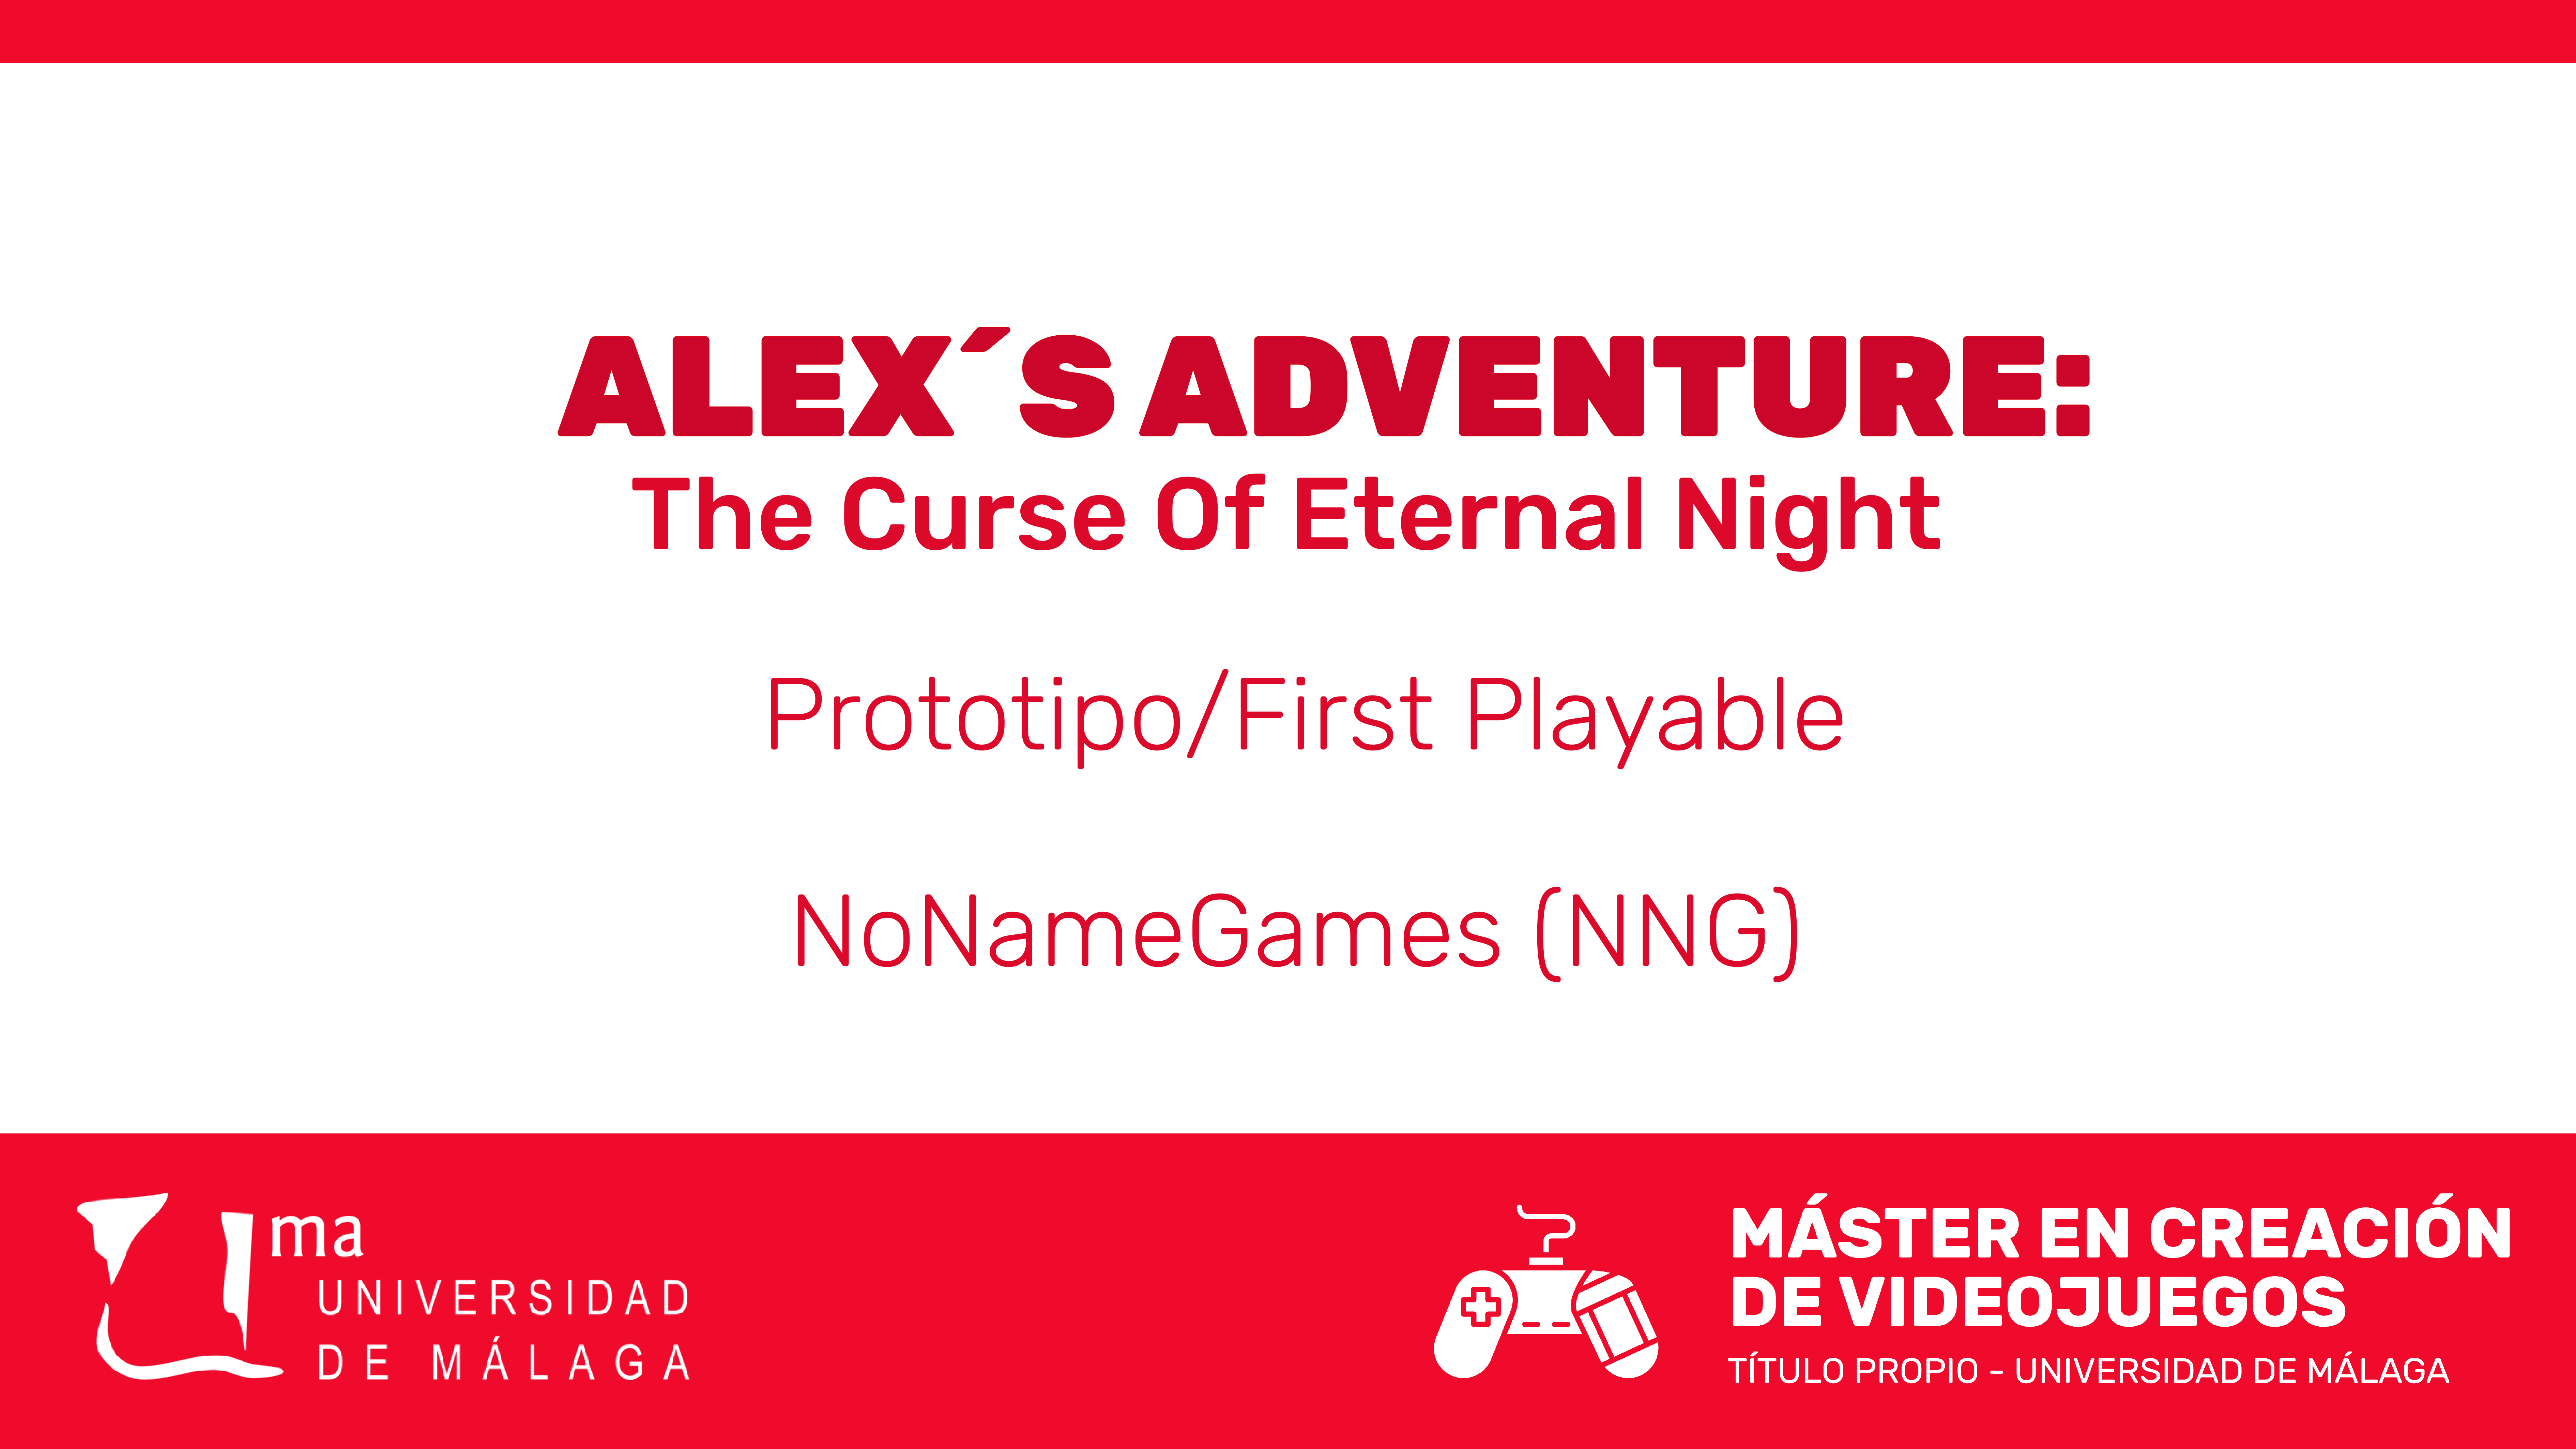 ALEX´S ADVENTURE:
The Curse Of Eternal Night
Prototipo/First Playable
NoNameGames (NNG)
uma
UNIVERSIDAD
DE MÁLAGA
MÁSTER EN CREACIÓN
DE VIDEOJUEGOS
TÍTULO PROPIO - UNIVERSIDAD DE MÁLAGA